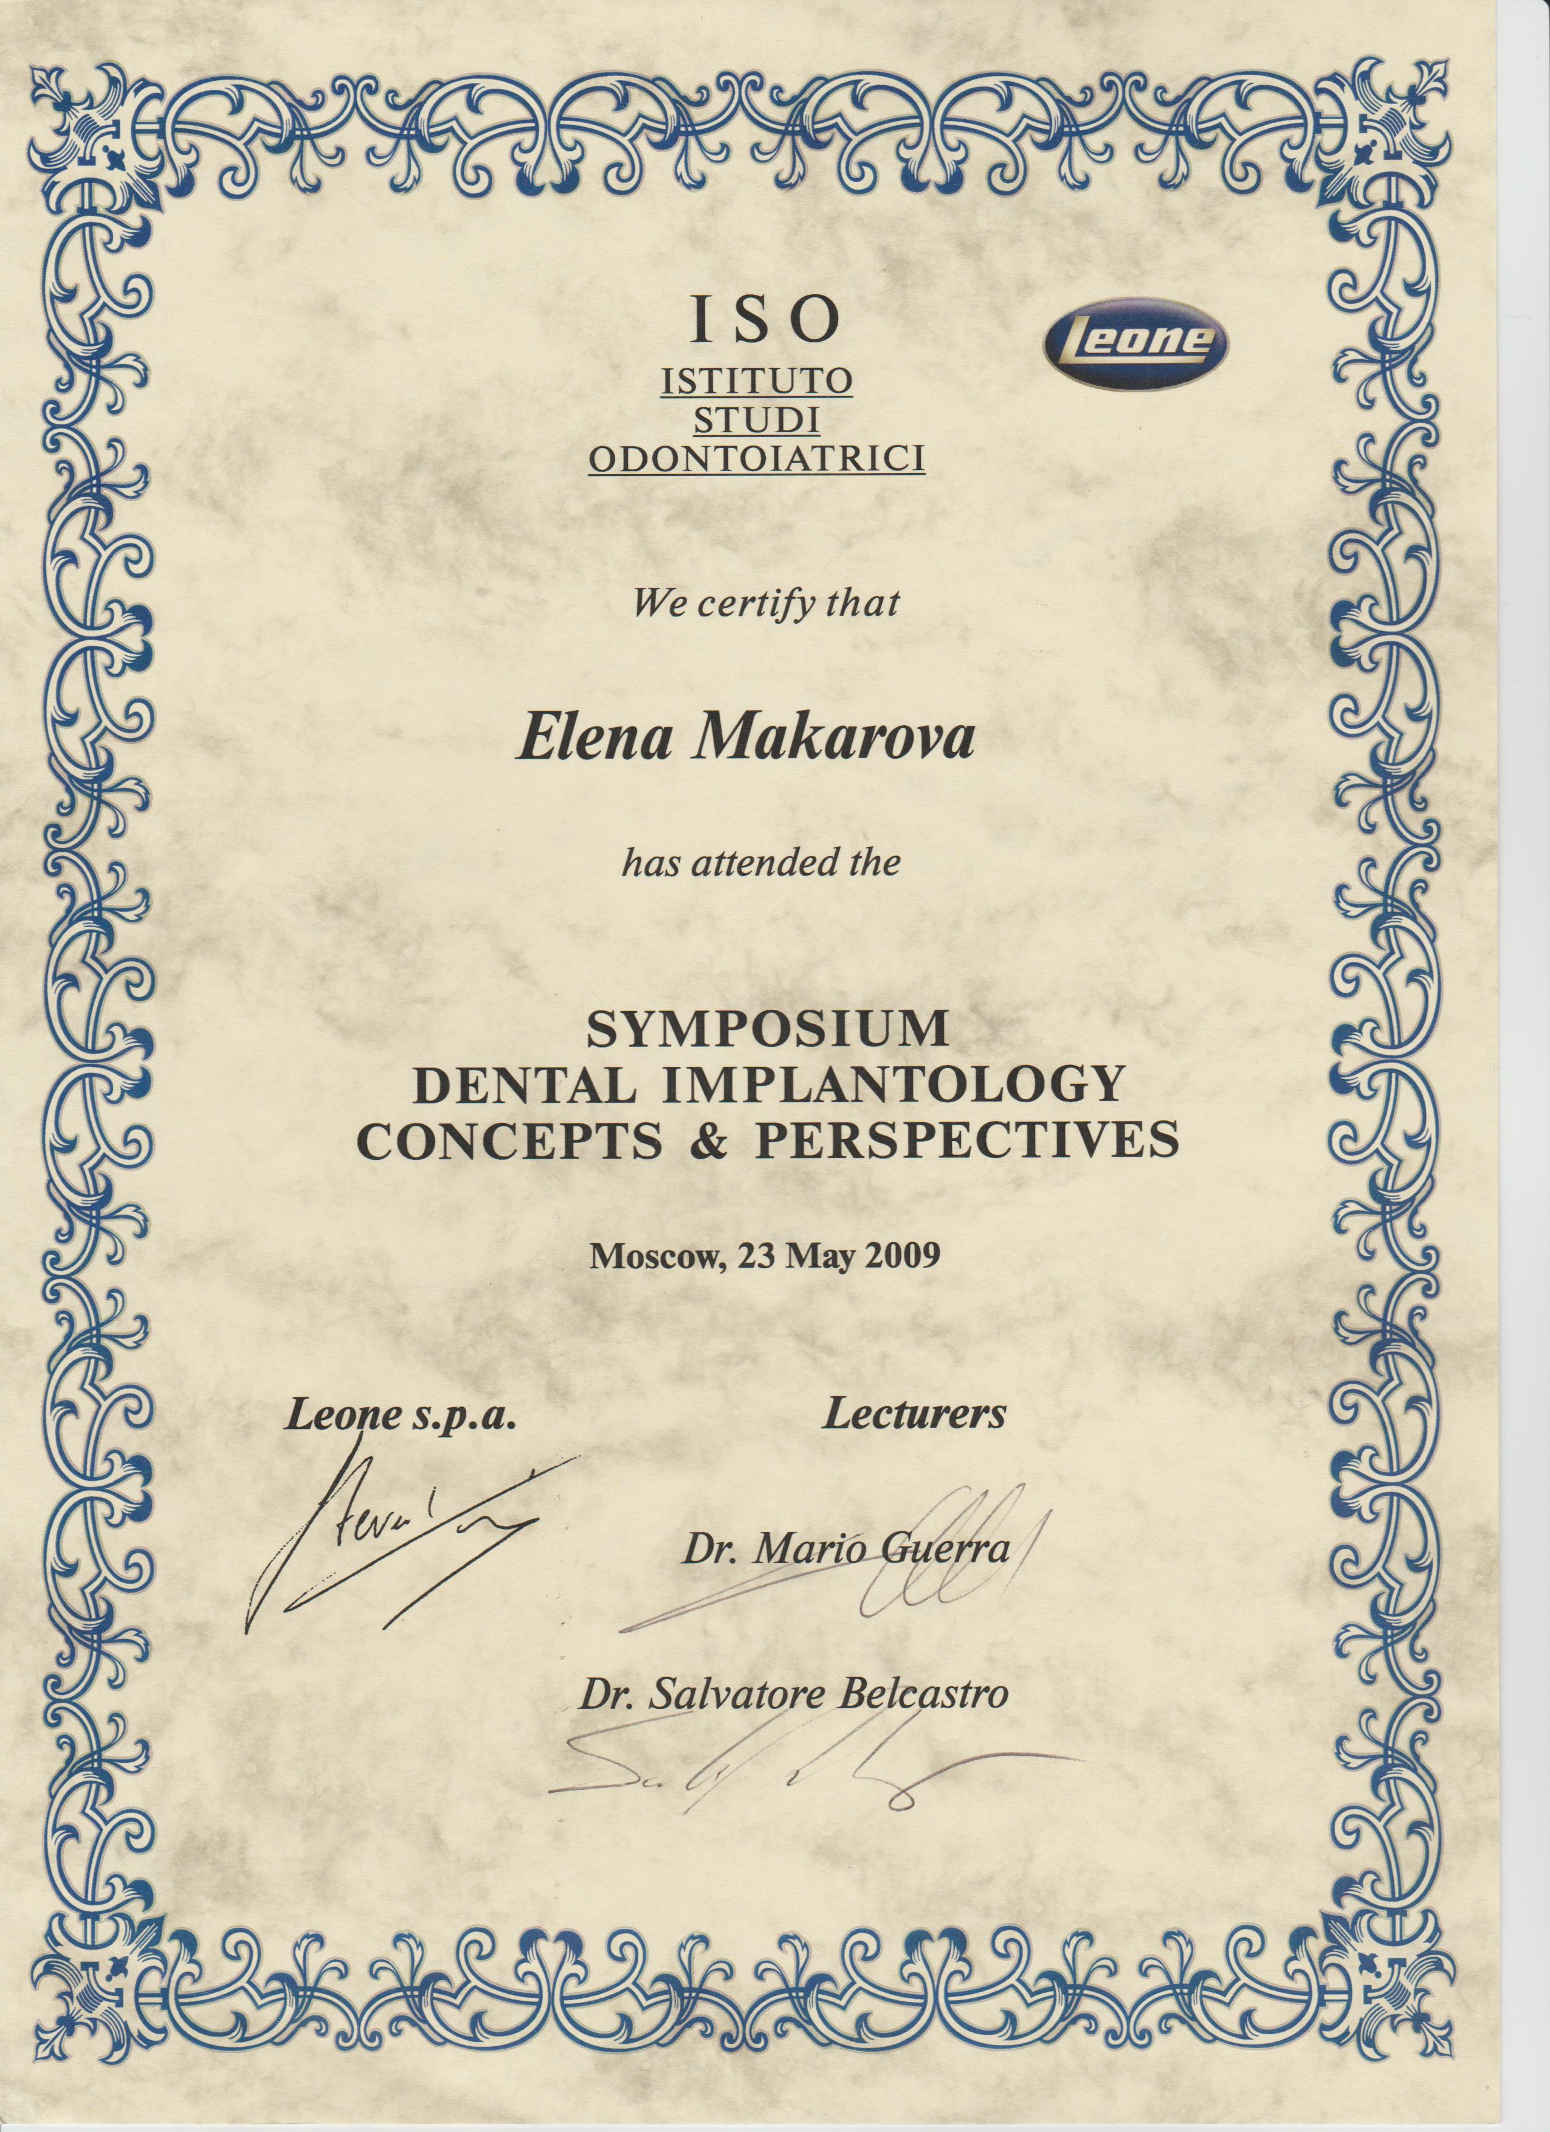 ISO
Leone
ISTITUTO
STUDI
ODONTOIATRICI
We certify that
Elena Makarova
has attended the
SYMPOSIUM
DENTAL IMPLANTOLOGY
CONCEPTS & PERSPECTIVES
Moscow, 23 May 2009
Leone s.p.a.
Lecturers
Dr. Mario Guerra
Dr. Salvatore Belcastro